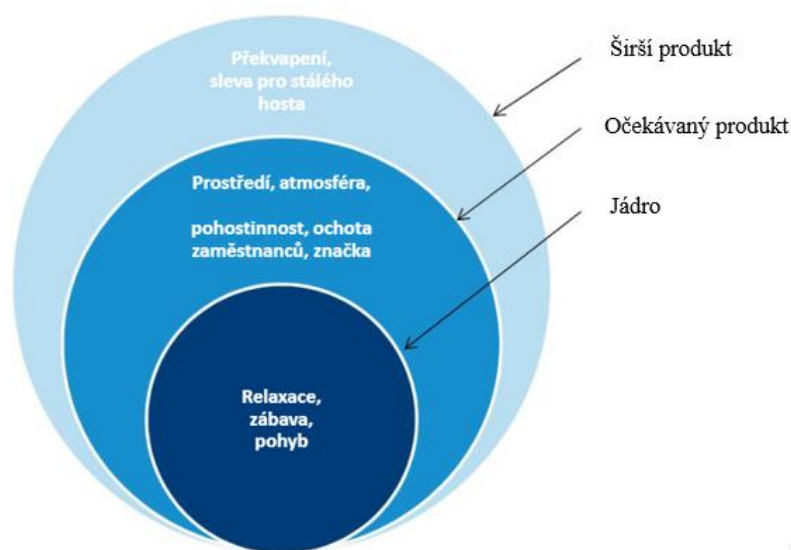 Překvapení,
sleva pro stálého
hosta
Širší produkt
Očekávaný produkt
Prostředí, atmosféra,
pohostinnost, ochota
zaměstnanců, značka
Jádro
Relaxace,
zábava,
pohyb